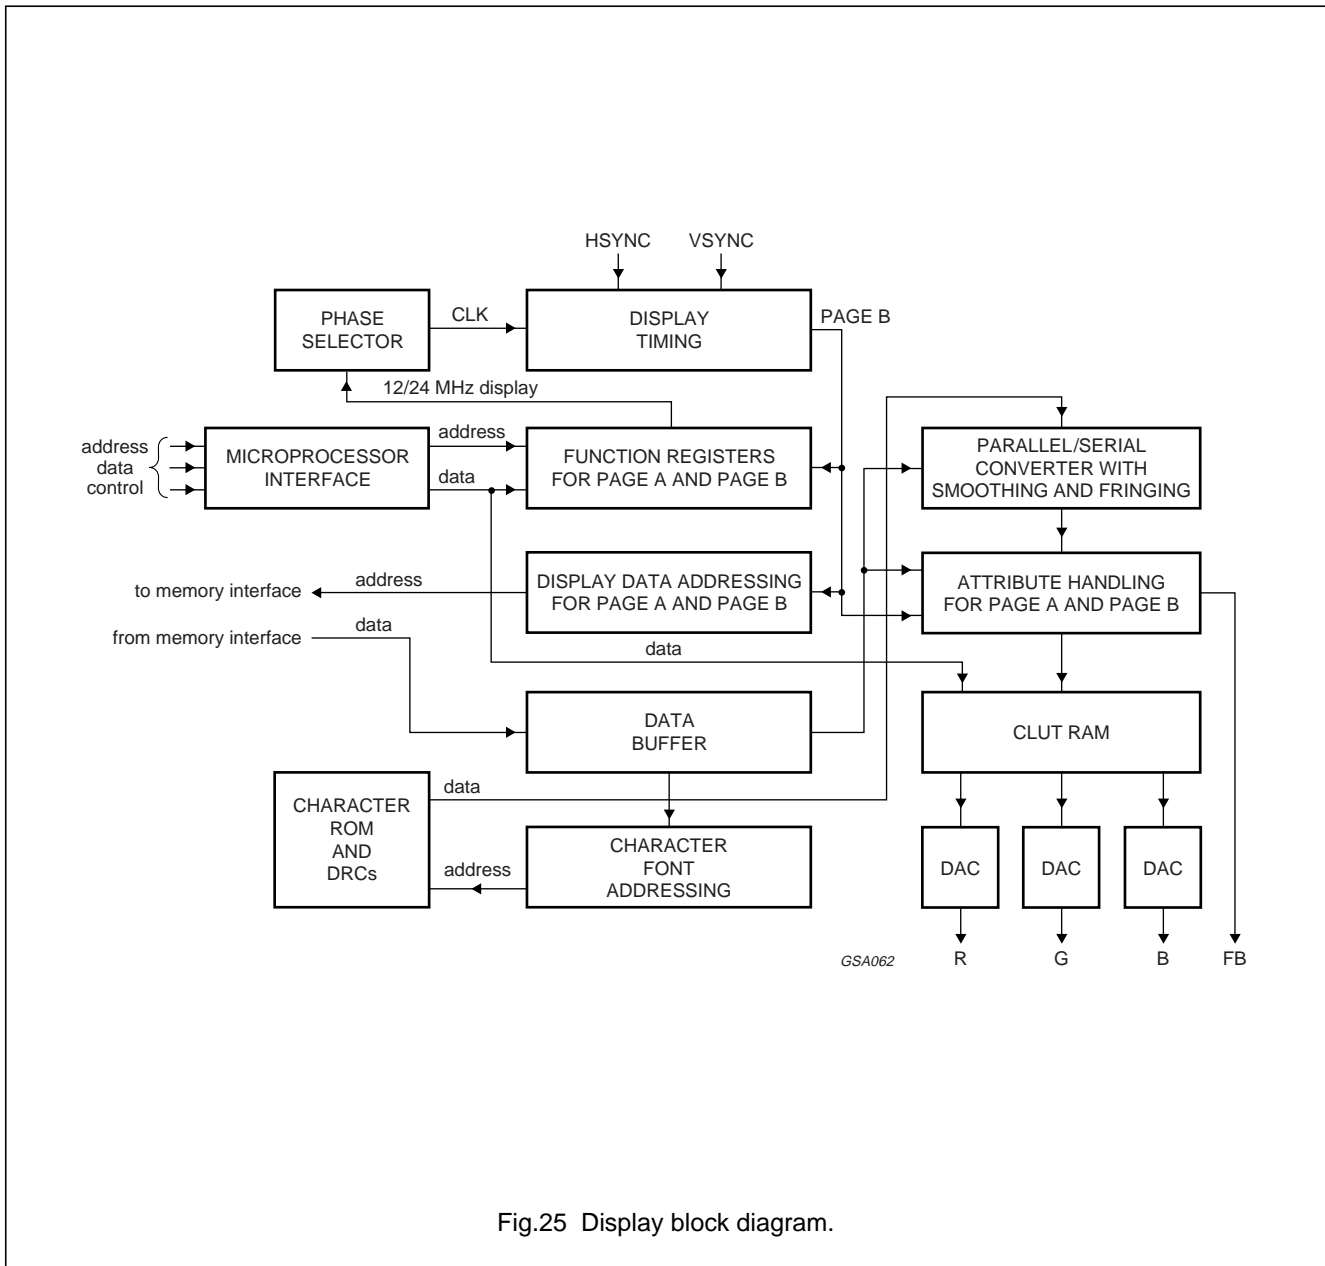 HSYNC
VSYNC
PHASE
SELECTOR
CLK
DISPLAY
TIMING
PAGE B
12/24 MHz display
address
data
control
MICROPROCESSOR
INTERFACE
address
data
FUNCTION REGISTERS
FOR PAGE A AND PAGE B
PARALLEL/SERIAL
CONVERTER WITH
SMOOTHING AND FRINGING
to memory interface
address
DISPLAY DATA ADDRESSING
FOR PAGE A AND PAGE B
ATTRIBUTE HANDLING
FOR PAGE A AND PAGE B
from memory interface
data
data
DATA
BUFFER
CLUT RAM
CHARACTER
ROM
AND
DRCs
data
address
CHARACTER
FONT
ADDRESSING
DAC
DAC
DAC
GSA062
R
G
B
FB
Fig.25 Display block diagram.